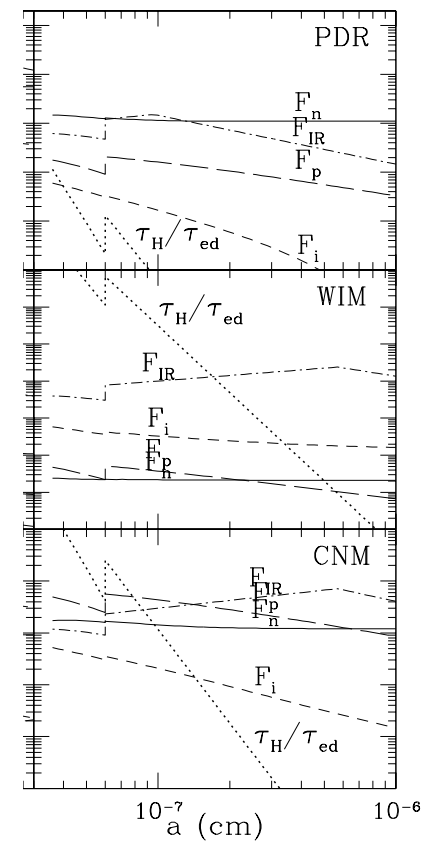 PDR
F_n
F_IR
F_p
τ_H/τ_ed
F_i
WIM
τ_H/τ_ed
F_IR
F_i
F_p
F_n
CNM
F_IR
F_p
F_n
F_i
τ_H/τ_ed
10^-7 10^-6
a (cm)